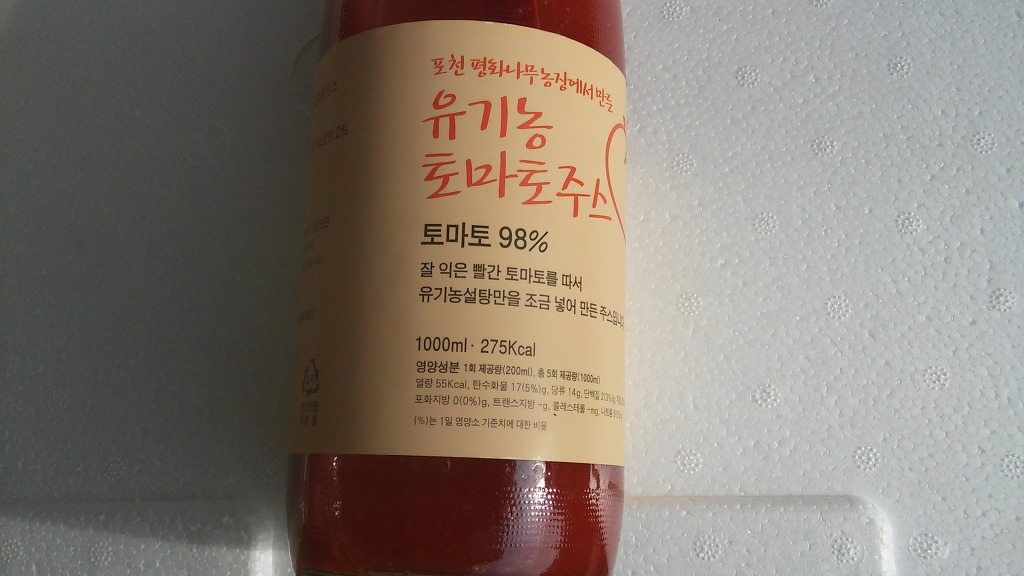 포천 평화나무농장에서 만든
유기농
토마토주스
토마토 98%
잘 익은 빨간 토마토를 따서
유기농설탕만을 조금 넣어 만든 주스입니다
1000ml · 275Kcal
영양성분 1회 제공량(200ml), 총 5회 제공량(1000ml)
열량 55Kcal, 탄수화물 17(5%)g, 당류 14g, 단백질
포화지방 0(0%)g, 트랜스지방 -g, 콜레스테롤 -mg, 나트륨
(%)는 1일 영양소 기준치에 대한 비율
2%